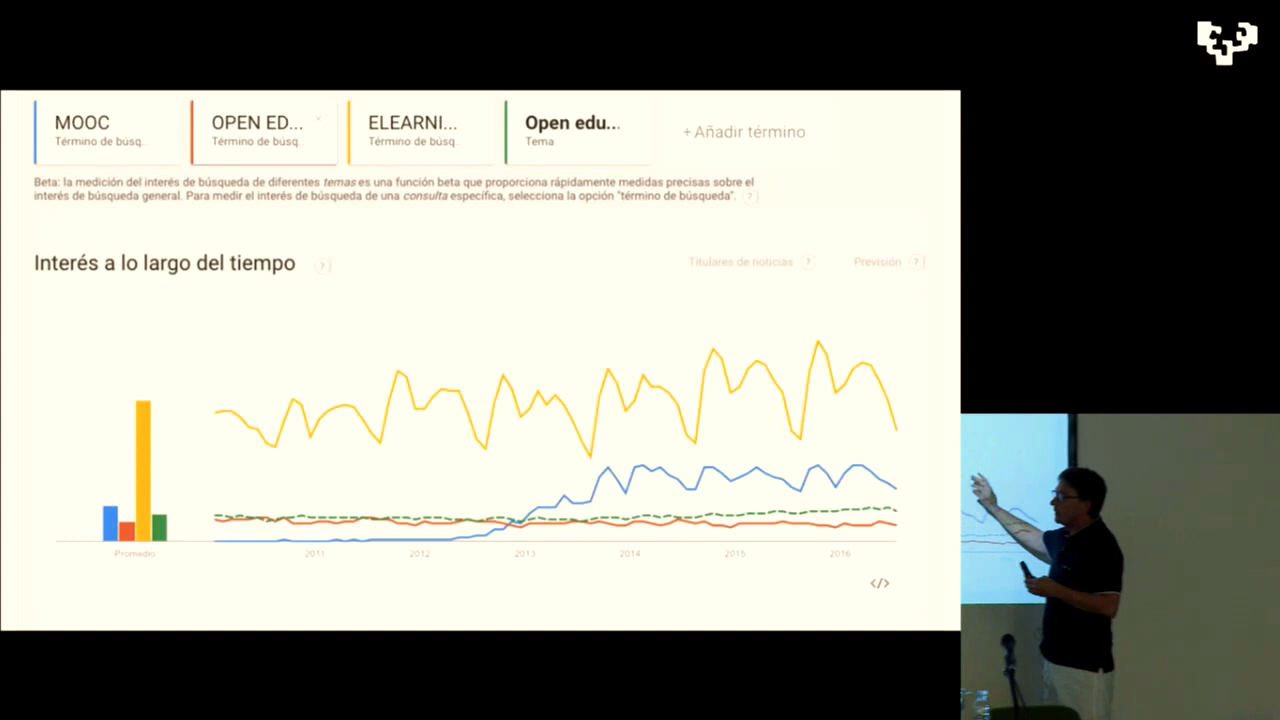 MOOC
Término de búsq..
OPEN ED...
Término de búsq..
ELEARNI...
Término de búsq..
Open edu...
Tema
+ Añadir término
Beta: la medición del interés de búsqueda de diferentes temas es una función beta que proporciona rápidamente medidas precisas sobre el
interés de búsqueda general. Para medir el interés de búsqueda de una consulta específica, selecciona la opción "término de búsqueda". ?
Interés a lo largo del tiempo ?
Titulares de noticias ?
Previsión ?
Promedio
2011
2012
2013
2014
2015
2016
</>